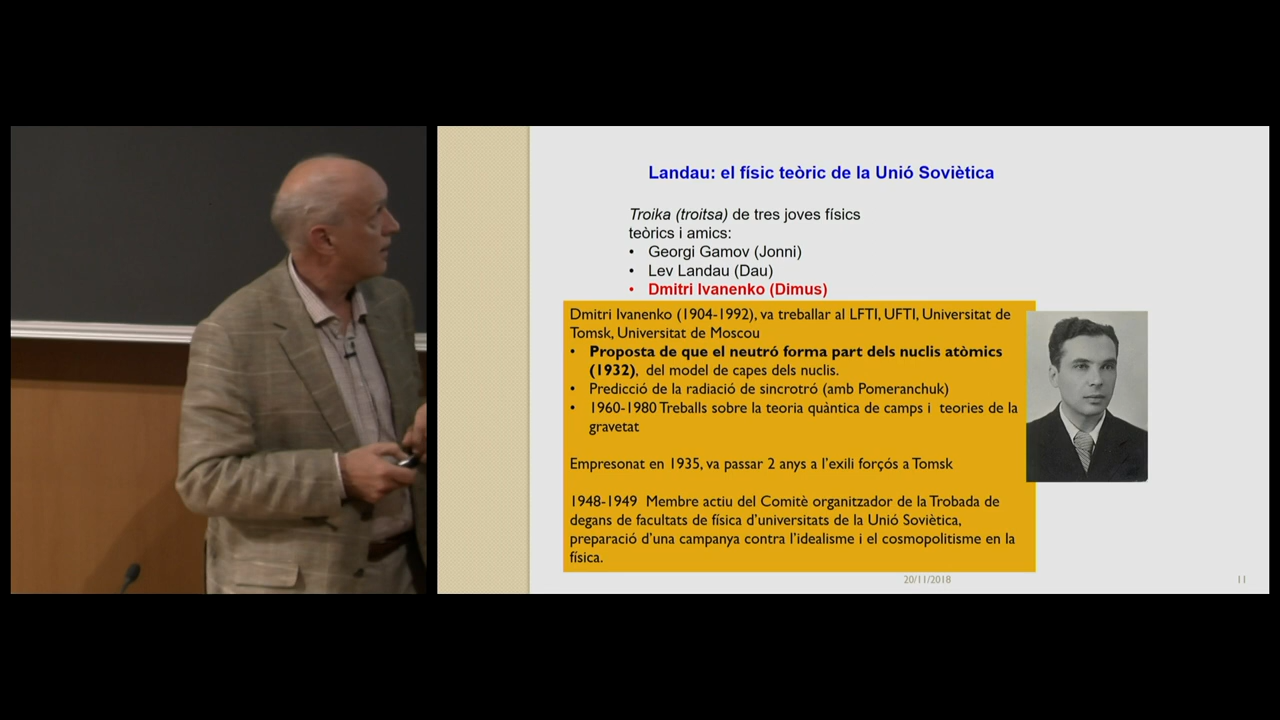 Landau: el físic teòric de la Unió Soviètica
Troika (troitsa) de tres joves físics
teòrics i amics:
• Georgi Gamov (Jonni)
• Lev Landau (Dau)
• Dmitri Ivanenko (Dimus)
Dmitri Ivanenko (1904-1992), va treballar al LFTI, UFTI, Universitat de
Tomsk, Universitat de Moscou
• Proposta de que el neutró forma part dels nuclis atòmics
(1932), del model de capes dels nuclis.
• Predicció de la radiació de sincrotró (amb Pomeranchuk)
• 1960-1980 Treballs sobre la teoria quàntica de camps i teories de la
gravetat
Empresonat en 1935, va passar 2 anys a l'exili forçós a Tomsk
1948-1949 Membre actiu del Comitè organitzador de la Trobada de
degans de facultats de física d'universitats de la Unió Soviètica,
preparació d'una campanya contra l'idealisme i el cosmopolitisme en la
física.
20/11/2018 11